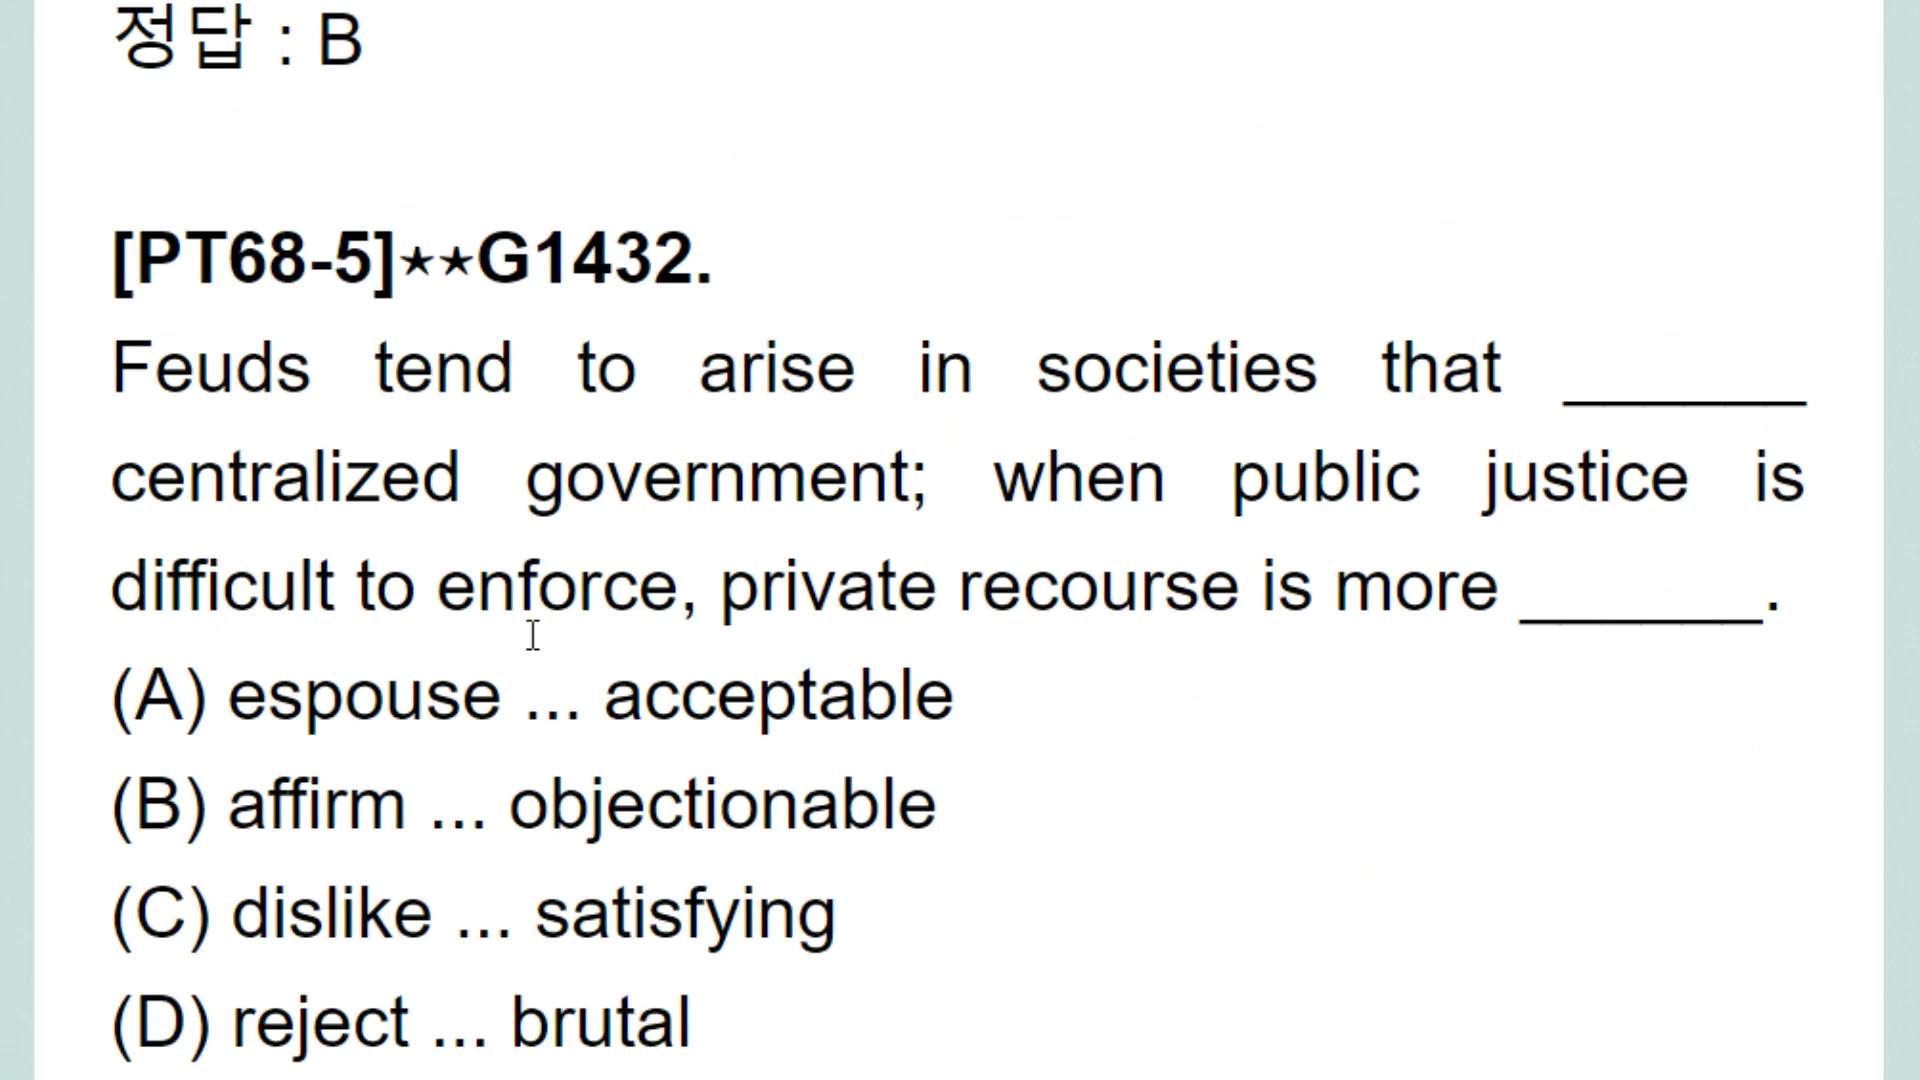 정답 : B
[PT68-5]⋆⋆G1432.
Feuds tend to arise in societies that ______
centralized government; when public justice is
difficult to enforce, private recourse is more ______.
(A) espouse ... acceptable
(B) affirm ... objectionable
(C) dislike ... satisfying
(D) reject ... brutal